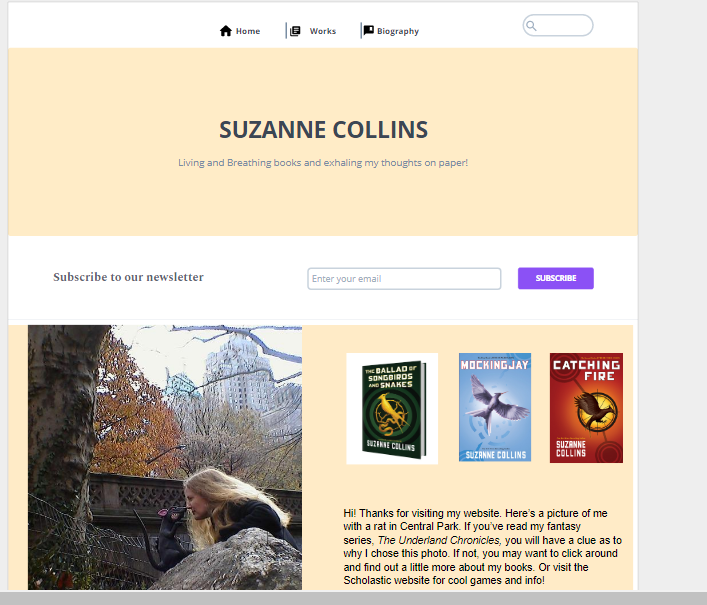 Home
Works
Biography
SUZANNE COLLINS
Living and Breathing books and exhaling my thoughts on paper!
Subscribe to our newsletter
Enter your email
SUBSCRIBE
THE BALLAD OF
SONGBIRDS
AND SNAKES
SUZANNE COLLINS
MOCKINGJAY
SUZANNE COLLINS
CATCHING
FIRE
SUZANNE
COLLINS
Hi! Thanks for visiting my website. Here's a picture of me
with a rat in Central Park. If you've read my fantasy
series, The Underland Chronicles, you will have a clue as to
why I chose this photo. If not, you may want to click around
and find out a little more about my books. Or visit the
Scholastic website for cool games and info!